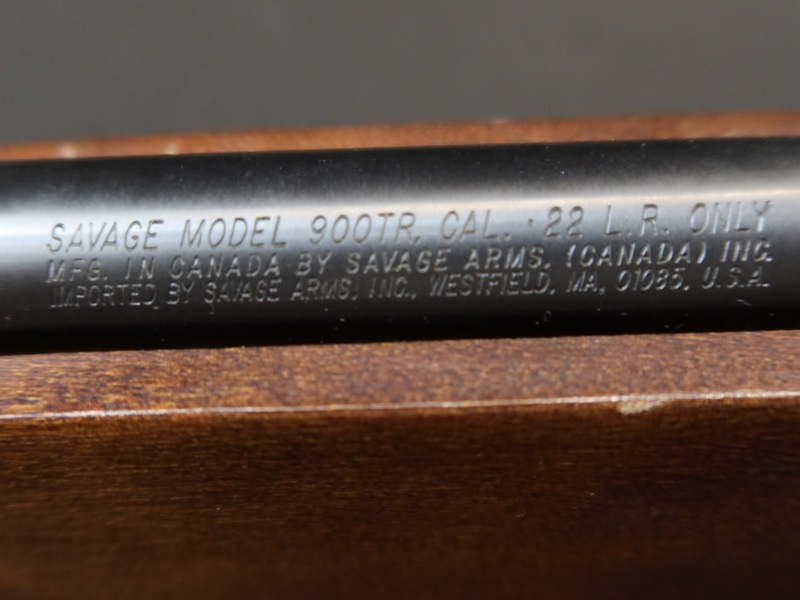 SAVAGE MODEL 900TR, CAL. .22 L.R. ONLY
MFG. IN CANADA BY SAVAGE ARMS, (CANADA) INC.
IMPORTED BY SAVAGE ARMS, INC., WESTFIELD, MA, 01085, U.S.A.